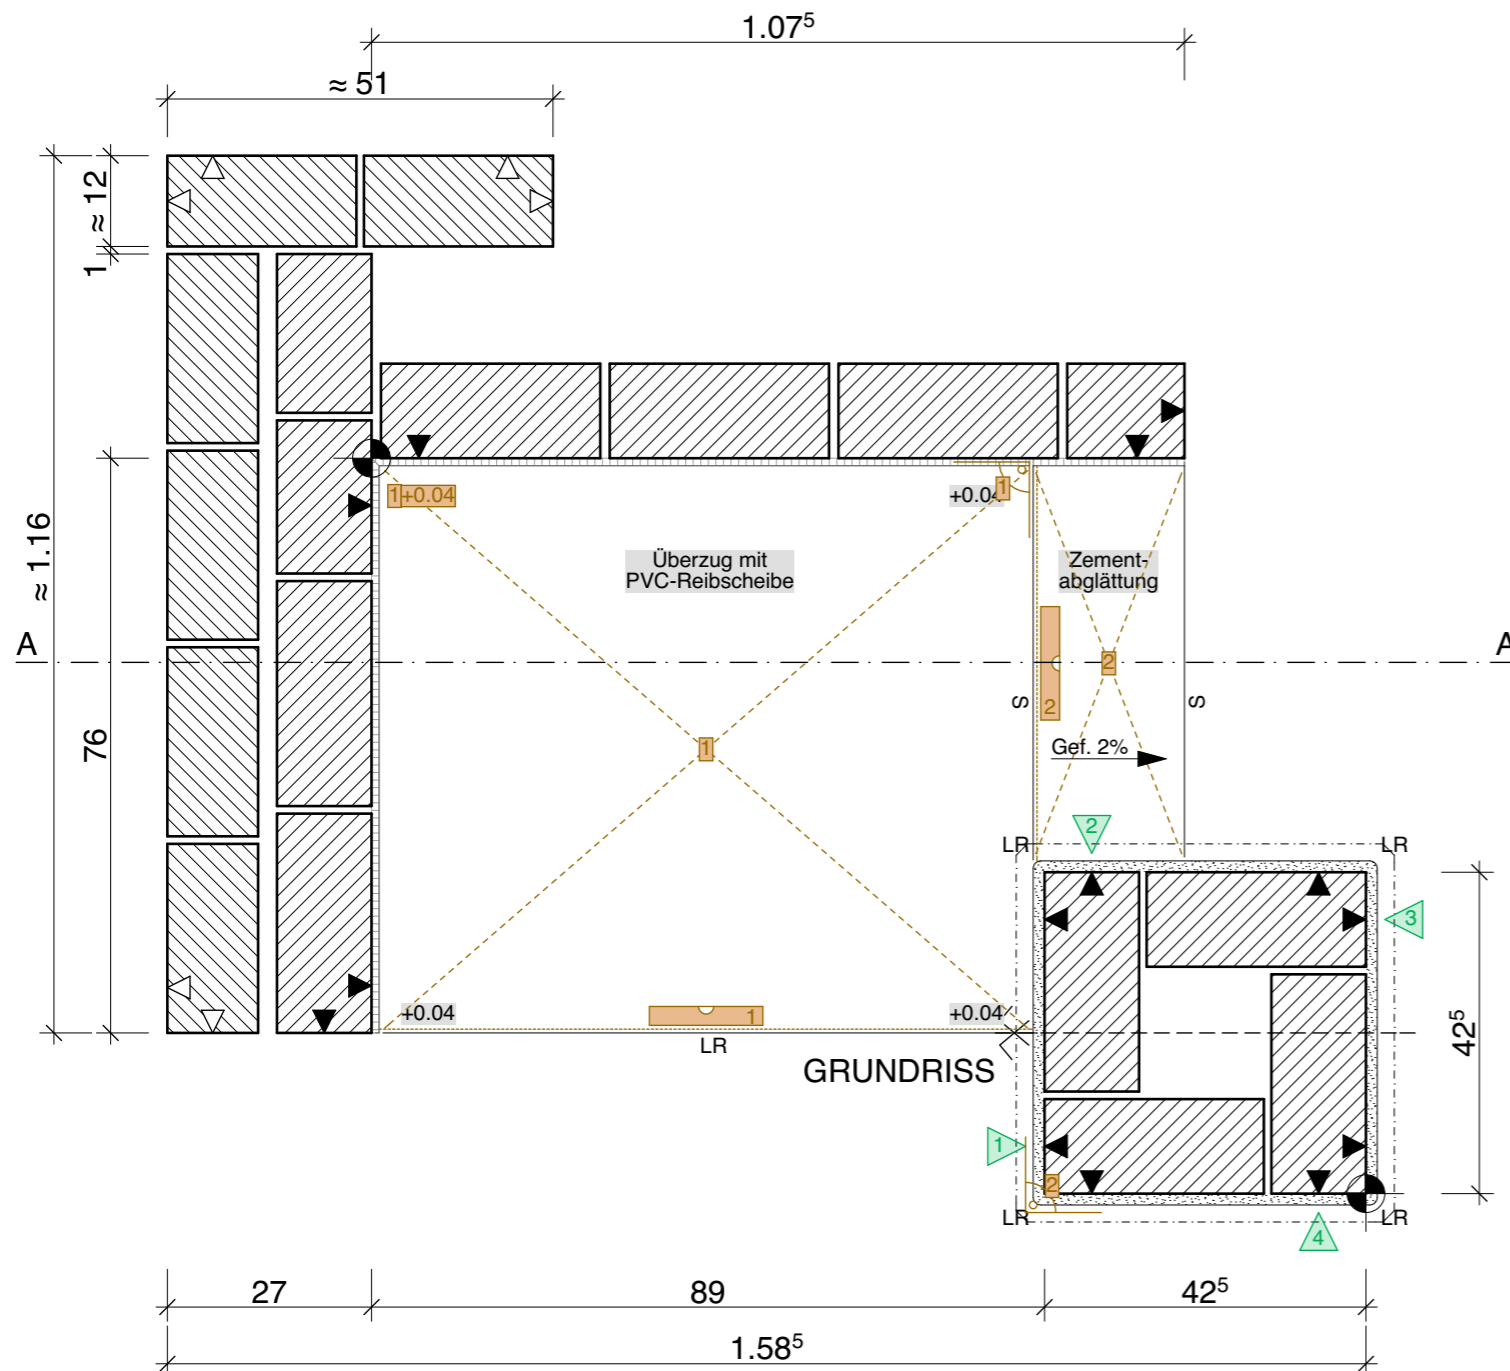 1.07⁵
≈ 51
≈ 12
1
≈ 1.16
76
1+0.04
+0.04
1
Überzug mit
PVC-Reibscheibe
Zement-
abglättung
A
A
2
S
2
S
1
Gef. 2%
2
LR
LR
3
+0.04
1
+0.04
LR
GRUNDRISS
42⁵
1
2
LR
LR
4
27
89
42⁵
1.58⁵